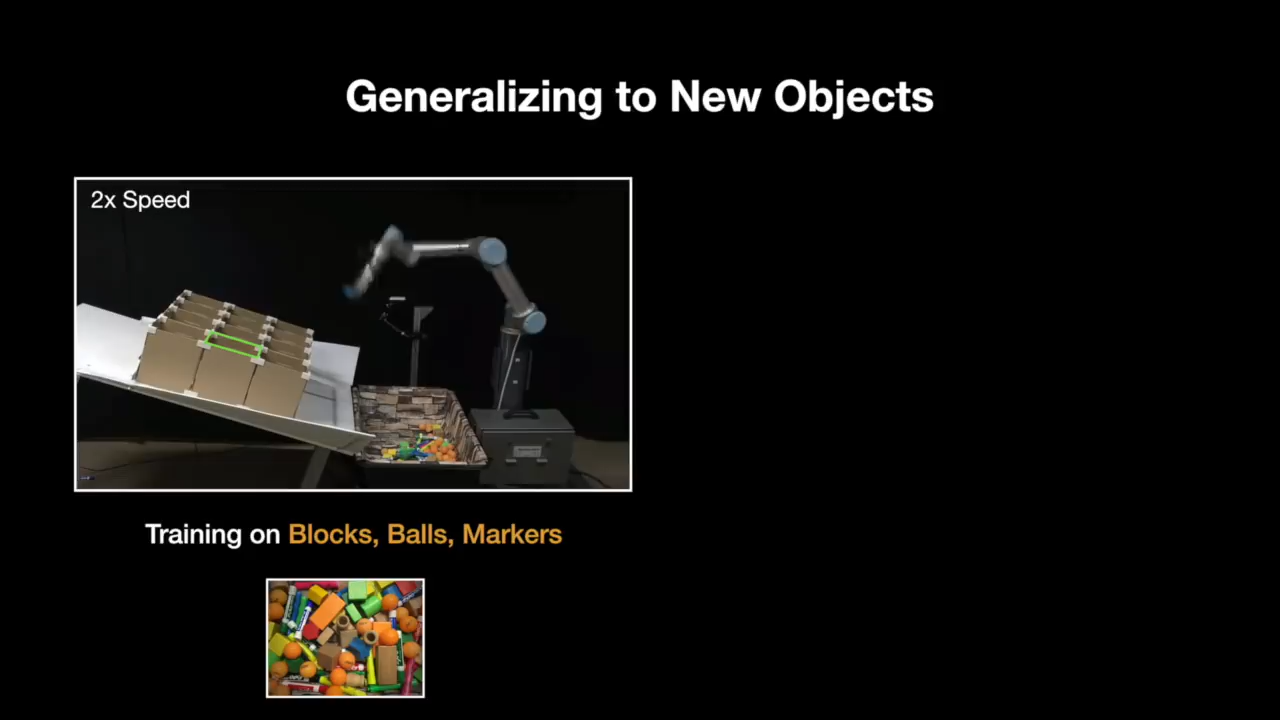 Generalizing to New Objects
2x Speed
Training on Blocks, Balls, Markers